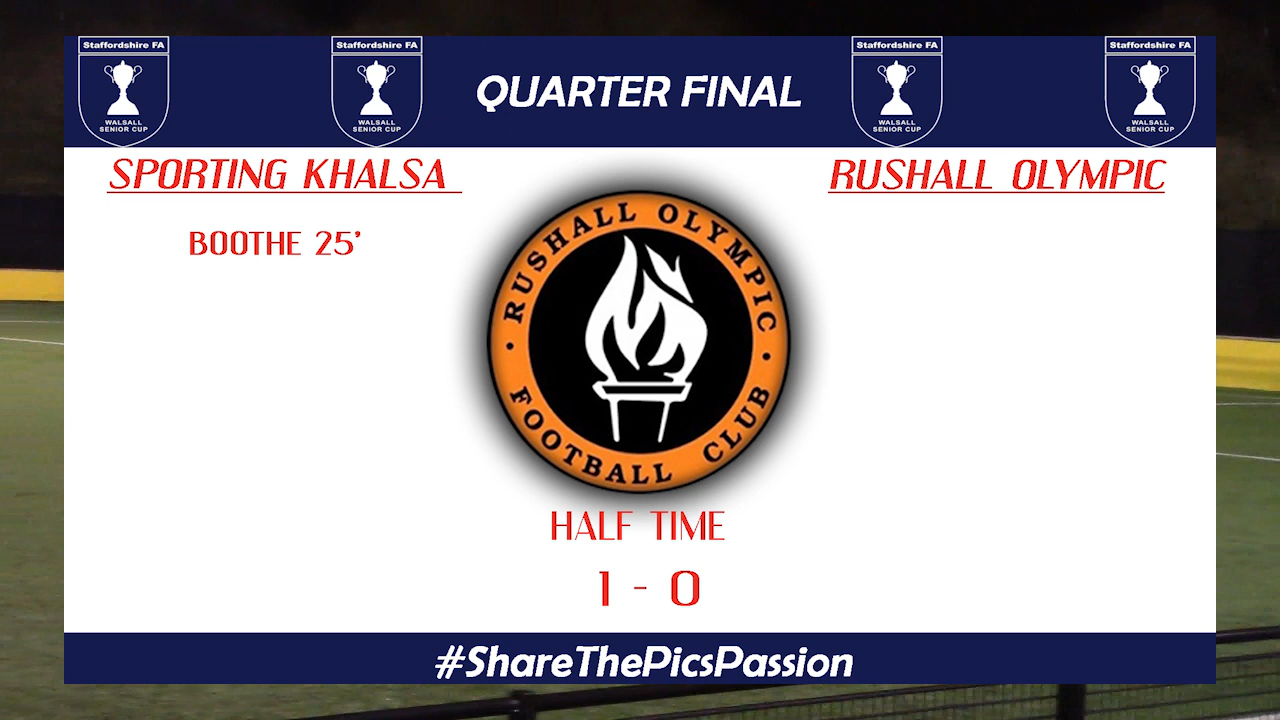 Staffordshire FA
WALSALL
SENIOR CUP
Staffordshire FA
WALSALL
SENIOR CUP
QUARTER FINAL
Staffordshire FA
WALSALL
SENIOR CUP
Staffordshire FA
WALSALL
SENIOR CUP
SPORTING KHALSA
RUSHALL OLYMPIC
BOOTHE 25'
RUSHALL OLYMPIC
FOOTBALL CLUB
HALF TIME
1 - 0
#ShareThePicsPassion